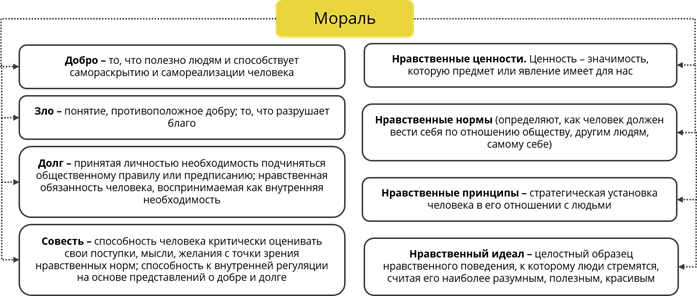 Мораль
Добро – то, что полезно людям и способствует
самораскрытию и самореализации человека
Зло – понятие, противоположное добру; то, что разрушает
благо
Долг – принятая личностью необходимость подчиняться
общественному правилу или предписанию; нравственная
обязанность человека, воспринимаемая как внутренняя
необходимость
Совесть – способность человека критически оценивать
свои поступки, мысли, желания с точки зрения
нравственных норм; способность к внутренней регуляции
на основе представлений о добре и долге
Нравственные ценности. Ценность – значимость,
которую предмет или явление имеет для нас
Нравственные нормы (определяют, как человек должен
вести себя по отношению обществу, другим людям,
самому себе)
Нравственные принципы – стратегическая установка
человека в его отношении с людьми
Нравственный идеал – целостный образец
нравственного поведения, к которому люди стремятся,
считая его наиболее разумным, полезным, красивым